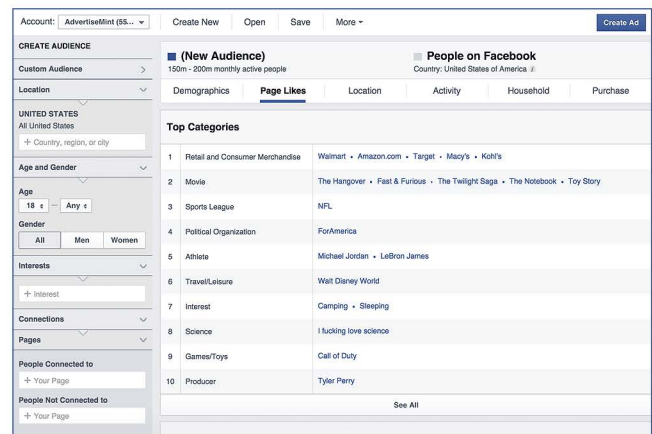 Account: AdvertiseMint (55... Create New Open Save More Create Ad
CREATE AUDIENCE
Custom Audience
Location
UNITED STATES
All United States
+ Country, region, or city
Age and Gender
Age
18 — Any
Gender
All Men Women
Interests
+ Interest
Connections
Pages
People Connected to
+ Your Page
People Not Connected to
+ Your Page
(New Audience)
150m - 200m monthly active people
People on Facebook
Country: United States of America i
Demographics Page Likes Location Activity Household Purchase
Top Categories
1 Retail and Consumer Merchandise Walmart • Amazon.com • Target • Macy's • Kohl's
2 Movie The Hangover • Fast & Furious • The Twilight Saga • The Notebook • Toy Story
3 Sports League NFL
4 Political Organization ForAmerica
5 Athlete Michael Jordan • LeBron James
6 Travel/Leisure Walt Disney World
7 Interest Camping • Sleeping
8 Science I fucking love science
9 Games/Toys Call of Duty
10 Producer Tyler Perry
See All